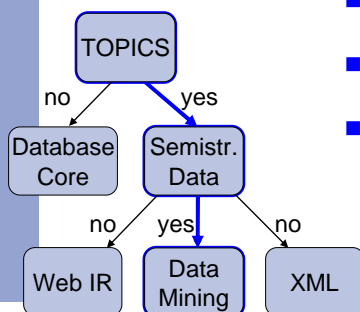 TOPICS
no yes
Database Semistr.
Core Data
no yes no
Web IR Data Mining XML